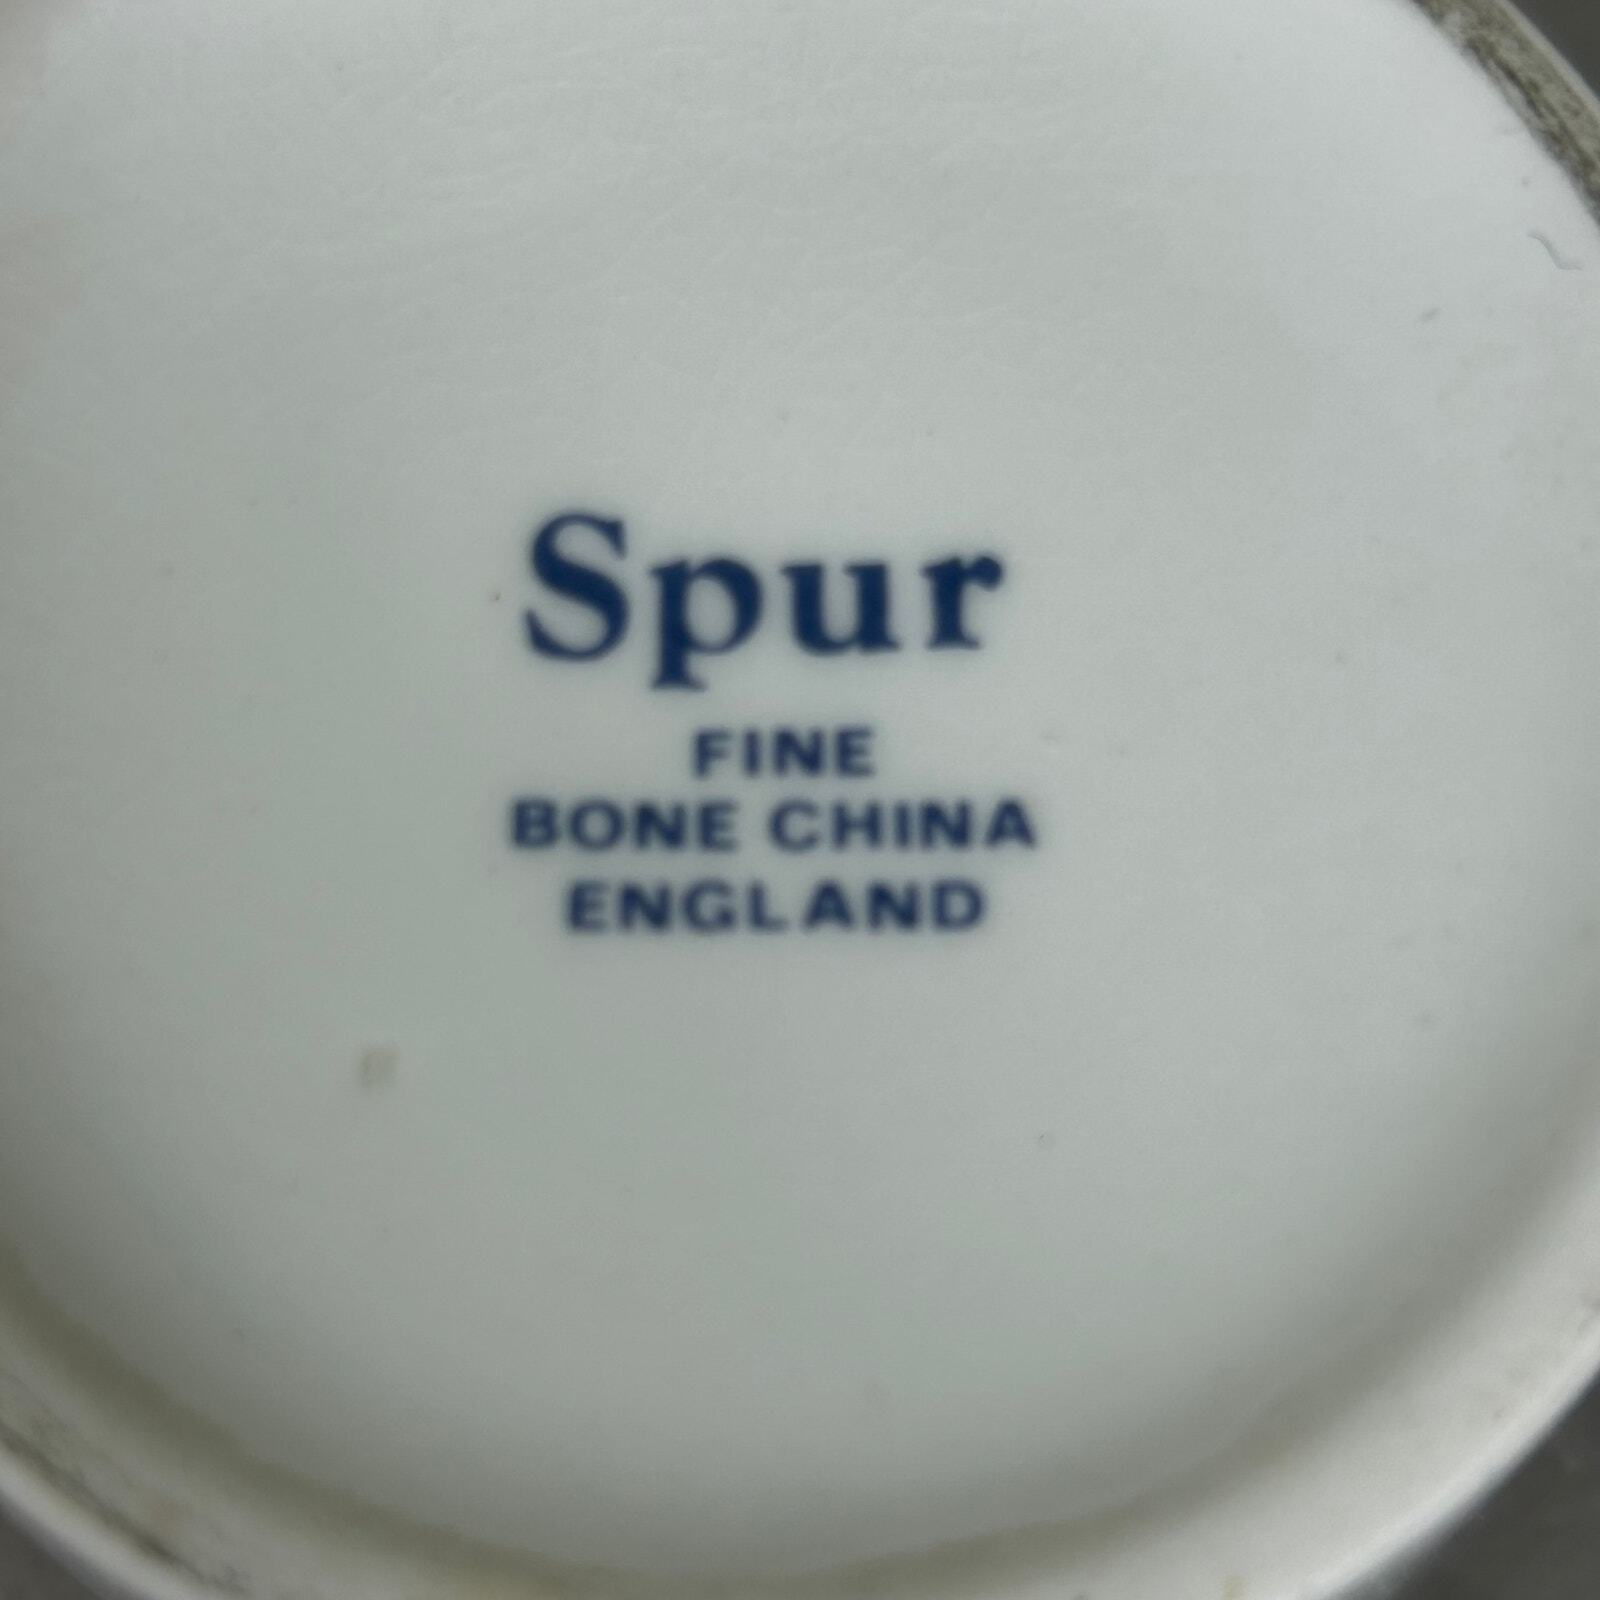 Spur
FINE
BONE CHINA
ENGLAND